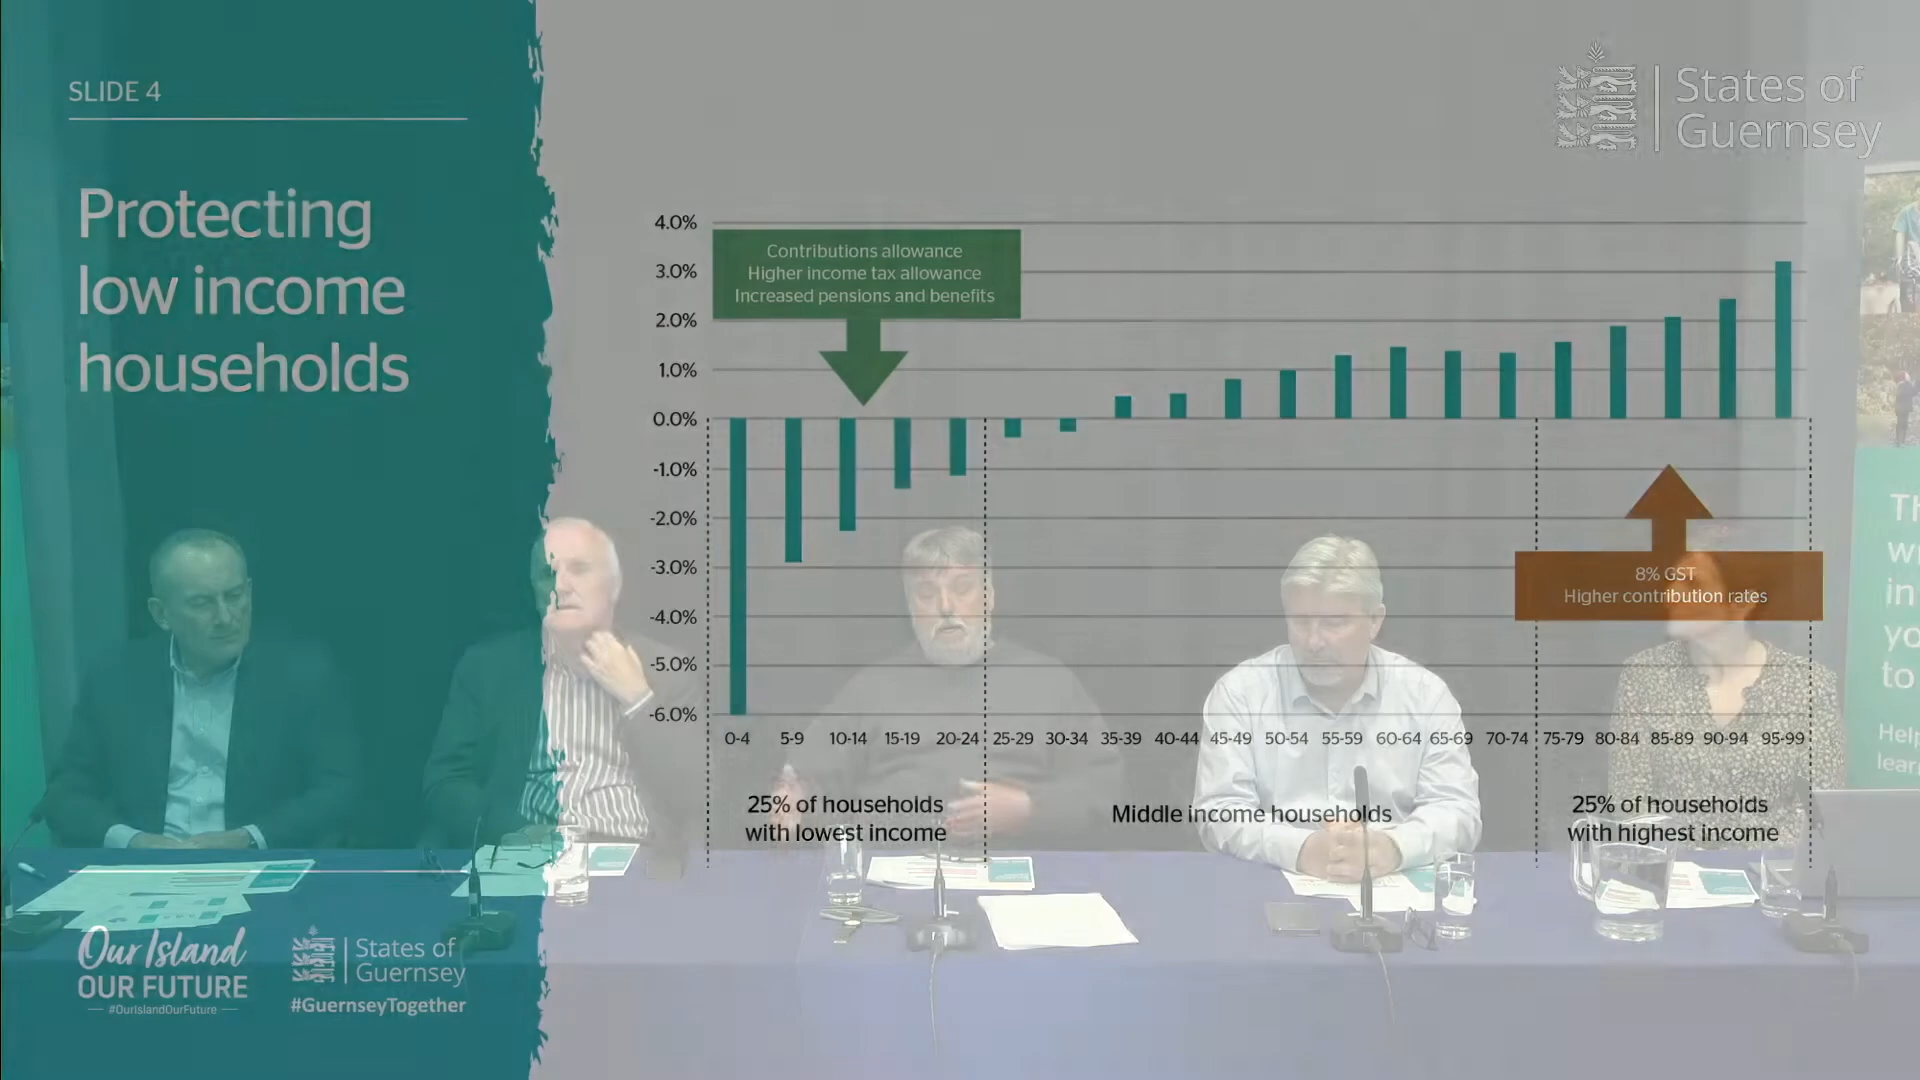 SLIDE 4
Protecting
low income
households
Our Island
OUR FUTURE
#OurIslandOurFuture
States of
Guernsey
#GuernseyTogether
States of
Guernsey
4.0%
3.0%
2.0%
1.0%
0.0%
-1.0%
-2.0%
-3.0%
-4.0%
-5.0%
-6.0%
Contributions allowance
Higher income tax allowance
Increased pensions and benefits
8% GST
Higher contribution rates
0-4 5-9 10-14 15-19 20-24 25-29 30-34 35-39 40-44 45-49 50-54 55-59 60-64 65-69 70-74 75-79 80-84 85-89 90-94 95-99
25% of households
with lowest income
Middle income households
25% of households
with highest income
in
to